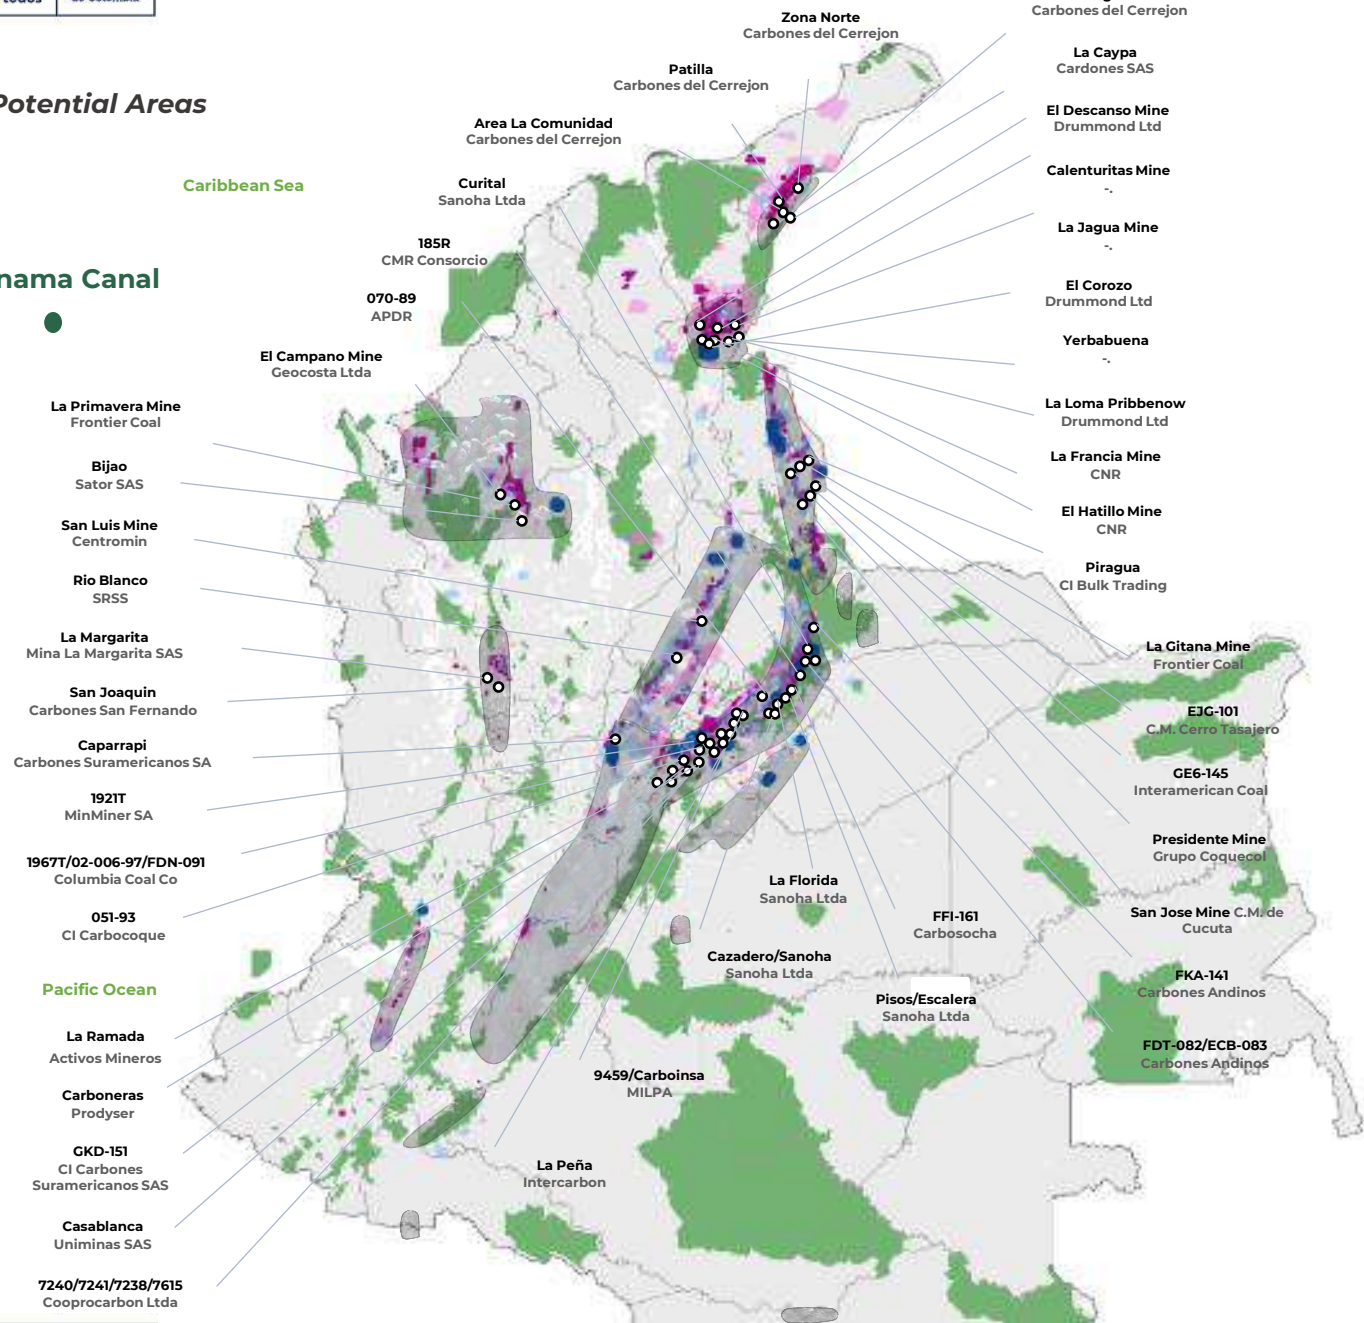 todos
de Colombia
Potential Areas
Caribbean Sea
nama Canal
Pacific Ocean
Zona Norte
Carbones del Cerrejon
Patilla
Carbones del Cerrejon
Area La Comunidad
Carbones del Cerrejon
Curital
Sanoha Ltda
185R
CMR Consorcio
070-89
APDR
El Campano Mine
Geocosta Ltda
La Primavera Mine
Frontier Coal
Bijao
Sator SAS
San Luis Mine
Centromin
Rio Blanco
SRSS
La Margarita
Mina La Margarita SAS
San Joaquin
Carbones San Fernando
Caparrapi
Carbones Suramericanos SA
1921T
MinMiner SA
1967T/02-006-97/FDN-091
Columbia Coal Co
051-93
CI Carbocoque
La Ramada
Activos Mineros
Carboneras
Prodyser
GKD-151
CI Carbones
Suramericanos SAS
Casablanca
Uniminas SAS
7240/7241/7238/7615
Cooprocarbon Ltda
Carbones del Cerrejon
La Caypa
Cardones SAS
El Descanso Mine
Drummond Ltd
Calenturitas Mine
-.
La Jagua Mine
-.
El Corozo
Drummond Ltd
Yerbabuena
-.
La Loma Pribbenow
Drummond Ltd
La Francia Mine
CNR
El Hatillo Mine
CNR
Piragua
CI Bulk Trading
La Gitana Mine
Frontier Coal
EJG-101
C.M. Cerro Tasajero
GE6-145
Interamerican Coal
Presidente Mine
Grupo Coquecol
San Jose Mine C.M. de
Cucuta
FKA-141
Carbones Andinos
FDT-082/ECB-083
Carbones Andinos
La Florida
Sanoha Ltda
FFI-161
Carbosocha
Cazadero/Sanoha
Sanoha Ltda
Pisos/Escalera
Sanoha Ltda
9459/Carboinsa
MILPA
La Peña
Intercarbon